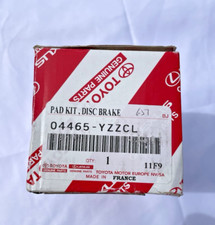 TOYO
GENUINE PARTS
PAD KIT, DISC BRAKE
04465-YZZCL
QTY.
1
11F9
TOYOTA MOTOR EUROPE NV/SA
MADE IN FRANCE